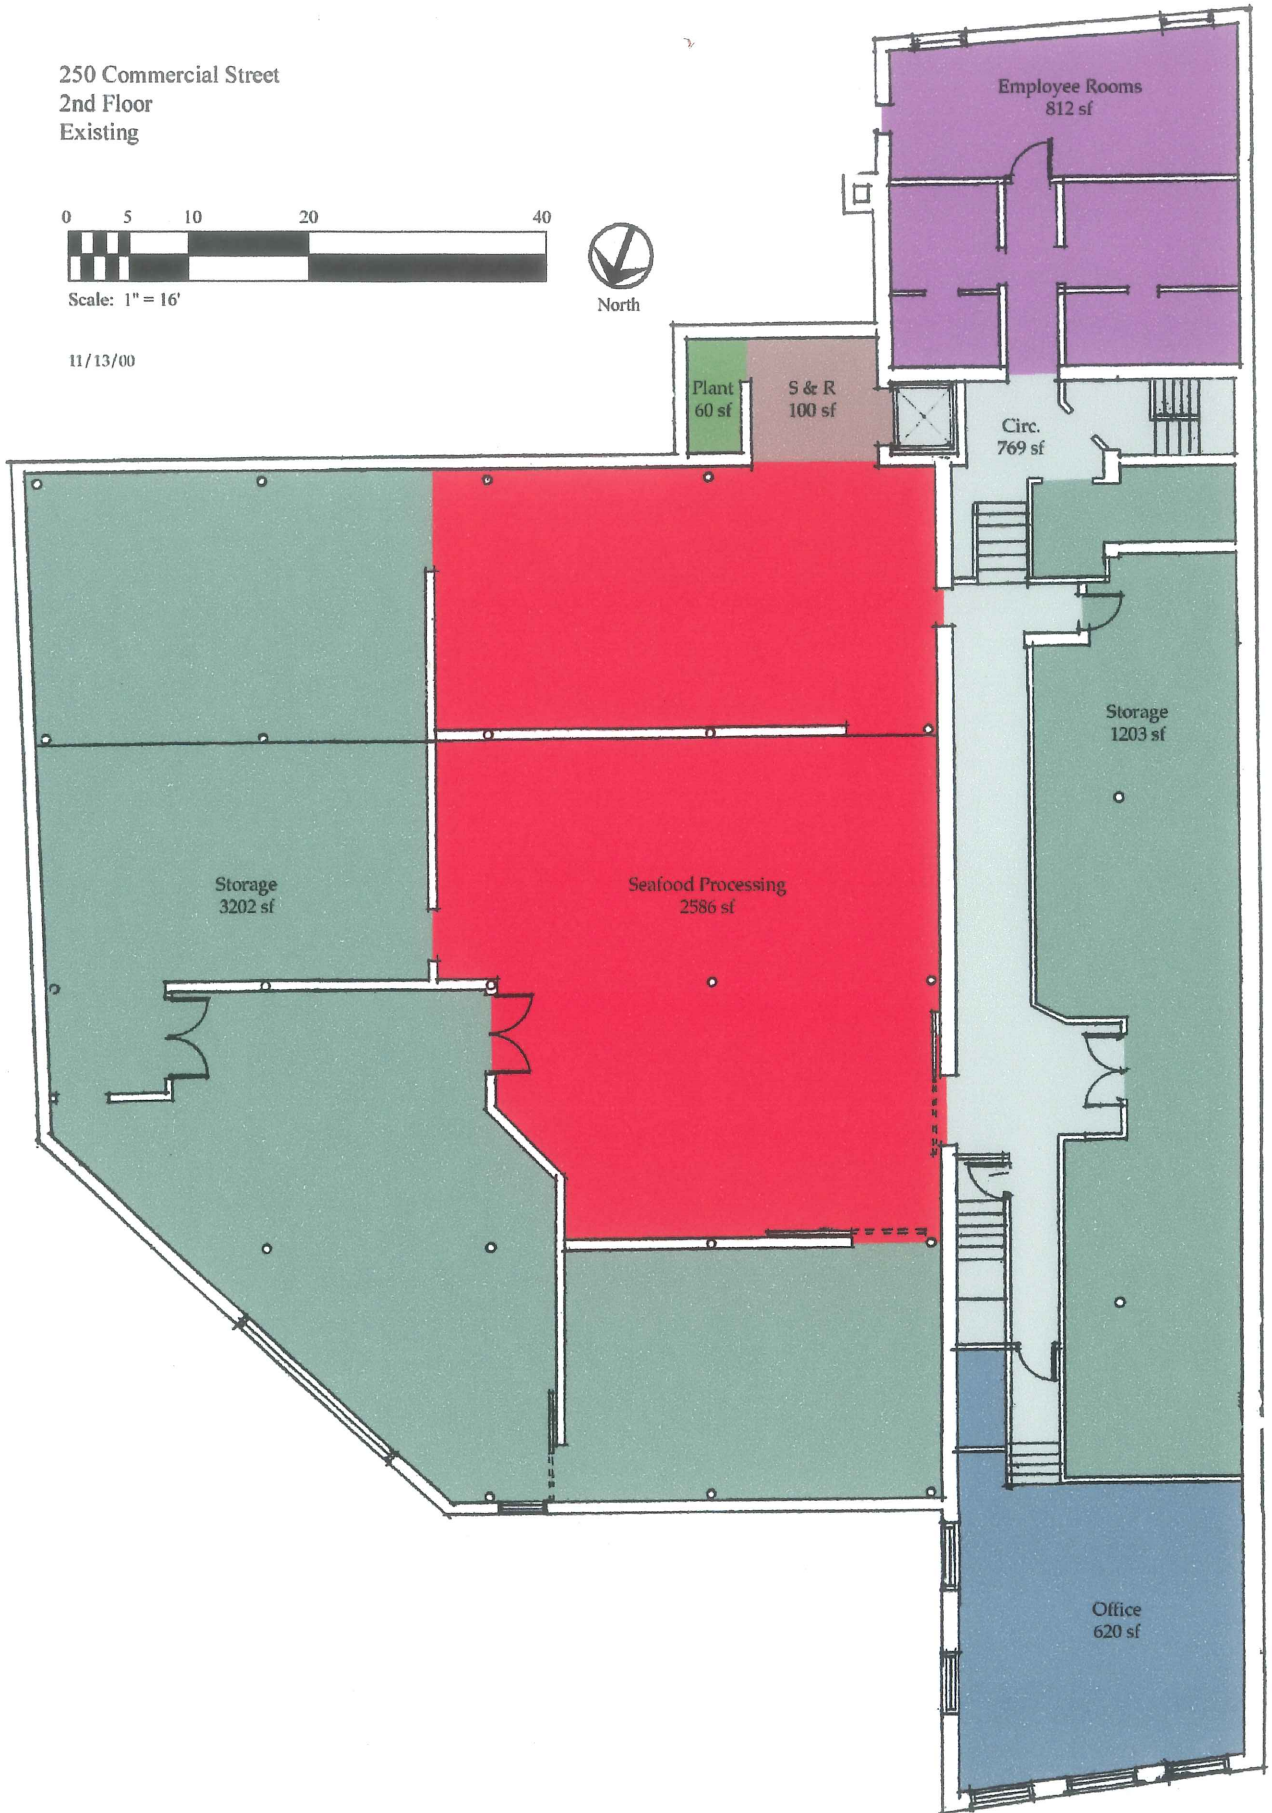 250 Commercial Street
2nd Floor
Existing
0 5 10 20 40
Scale: 1" = 16'
North
11/13/00
Employee Rooms
812 sf
Plant
60 sf
S & R
100 sf
Circ.
769 sf
Storage
1203 sf
Storage
3202 sf
Seafood Processing
2586 sf
Office
620 sf